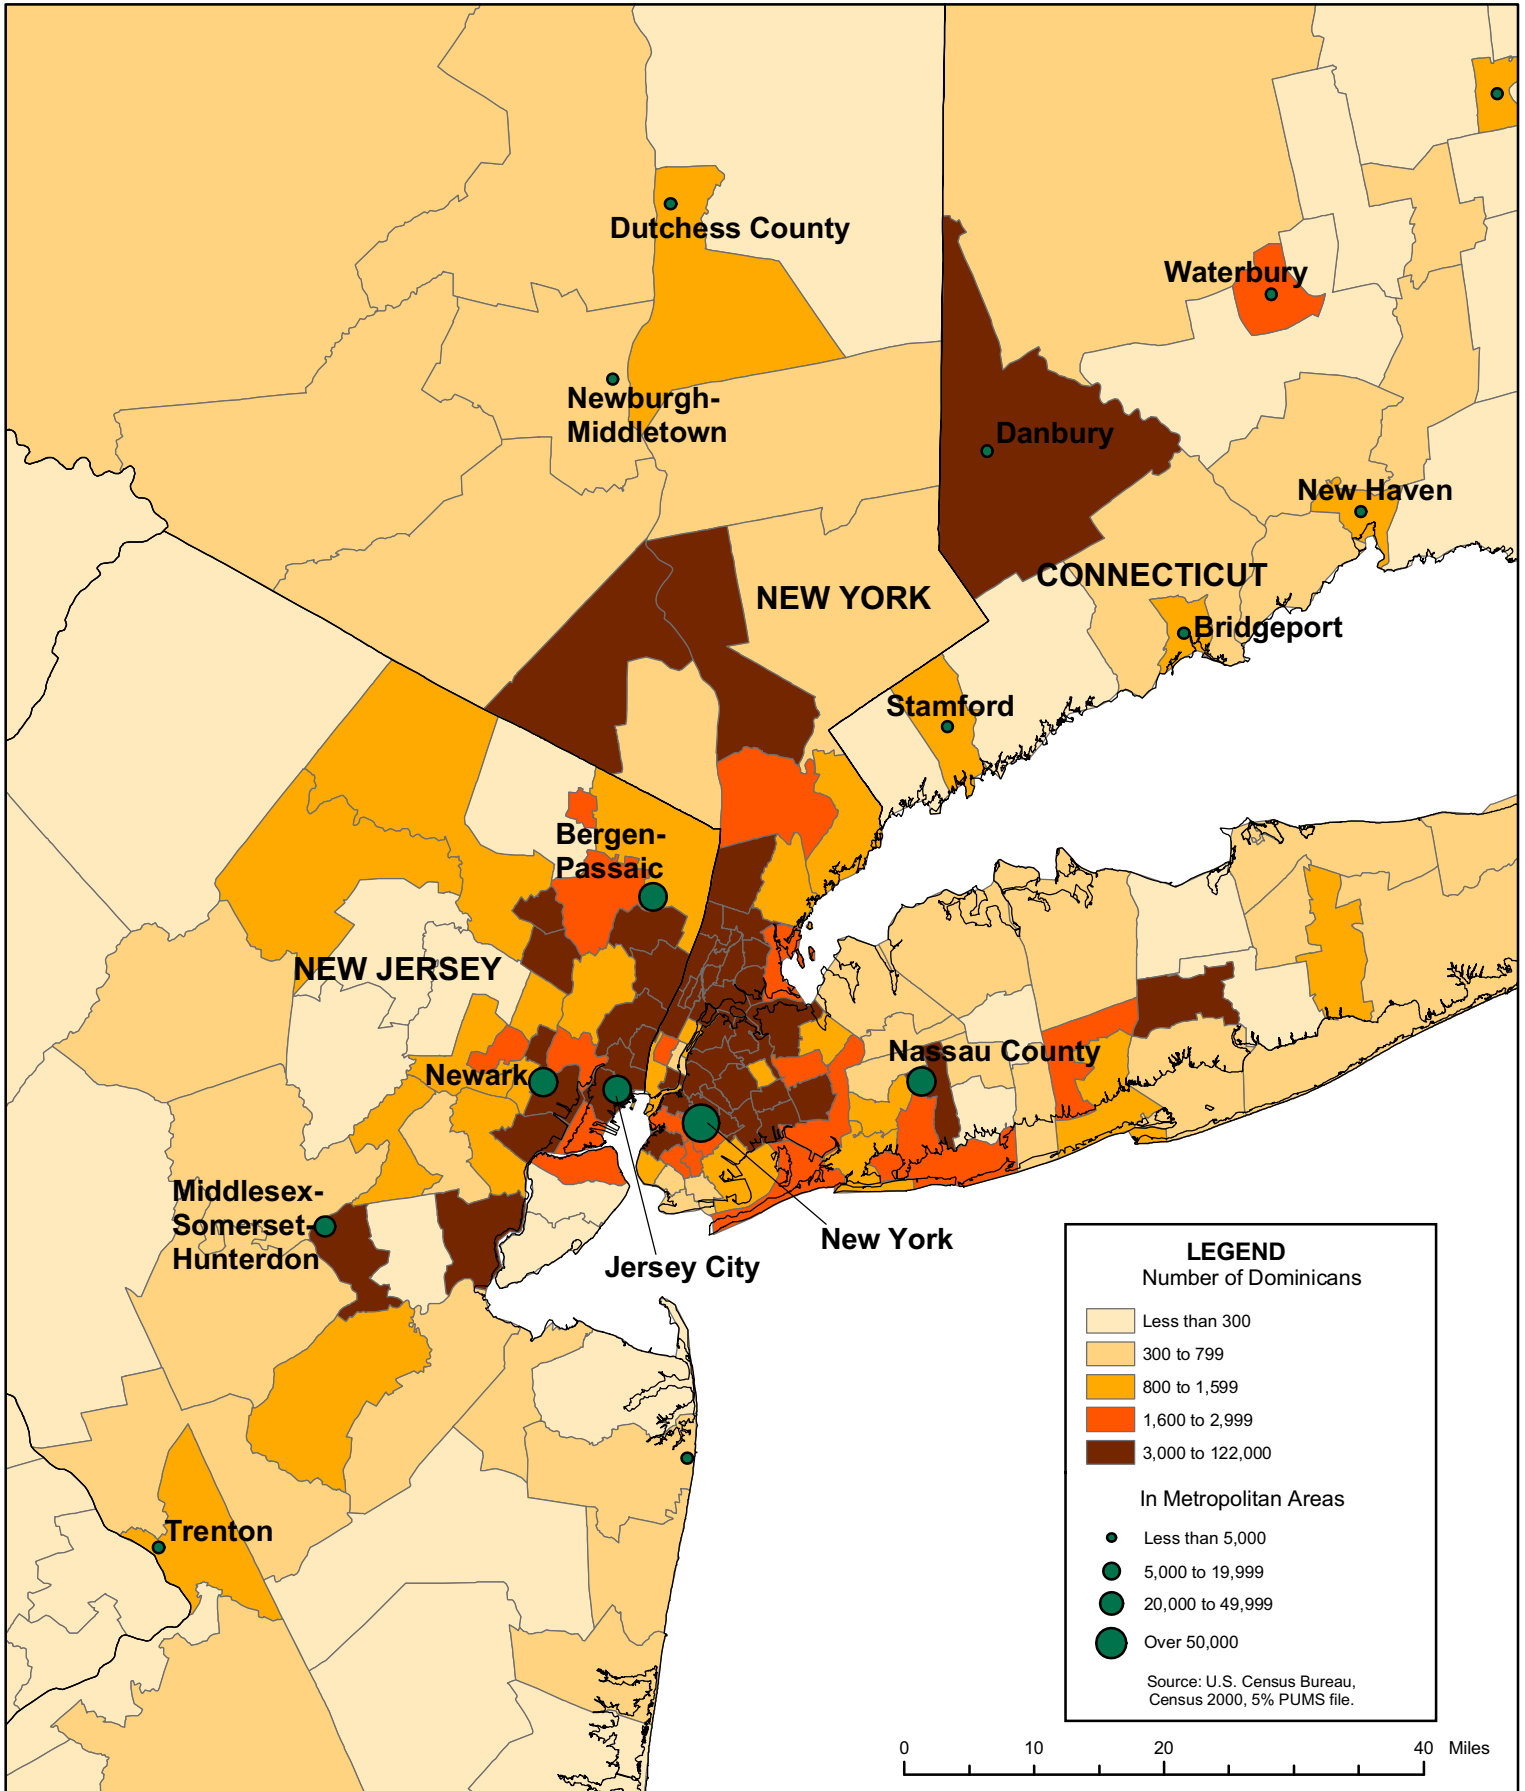 Dutchess County
Waterbury
Newburgh-
Middletown
Danbury
New Haven
CONNECTICUT
NEW YORK
Bridgeport
Stamford
Bergen-
Passaic
NEW JERSEY
Nassau County
Newark
Middlesex-
Somerset-
Hunterdon
New York
Jersey City
Trenton
LEGEND
Number of Dominicans
Less than 300
300 to 799
800 to 1,599
1,600 to 2,999
3,000 to 122,000
In Metropolitan Areas
Less than 5,000
5,000 to 19,999
20,000 to 49,999
Over 50,000
Source: U.S. Census Bureau,
Census 2000, 5% PUMS file.
0 10 20 40 Miles